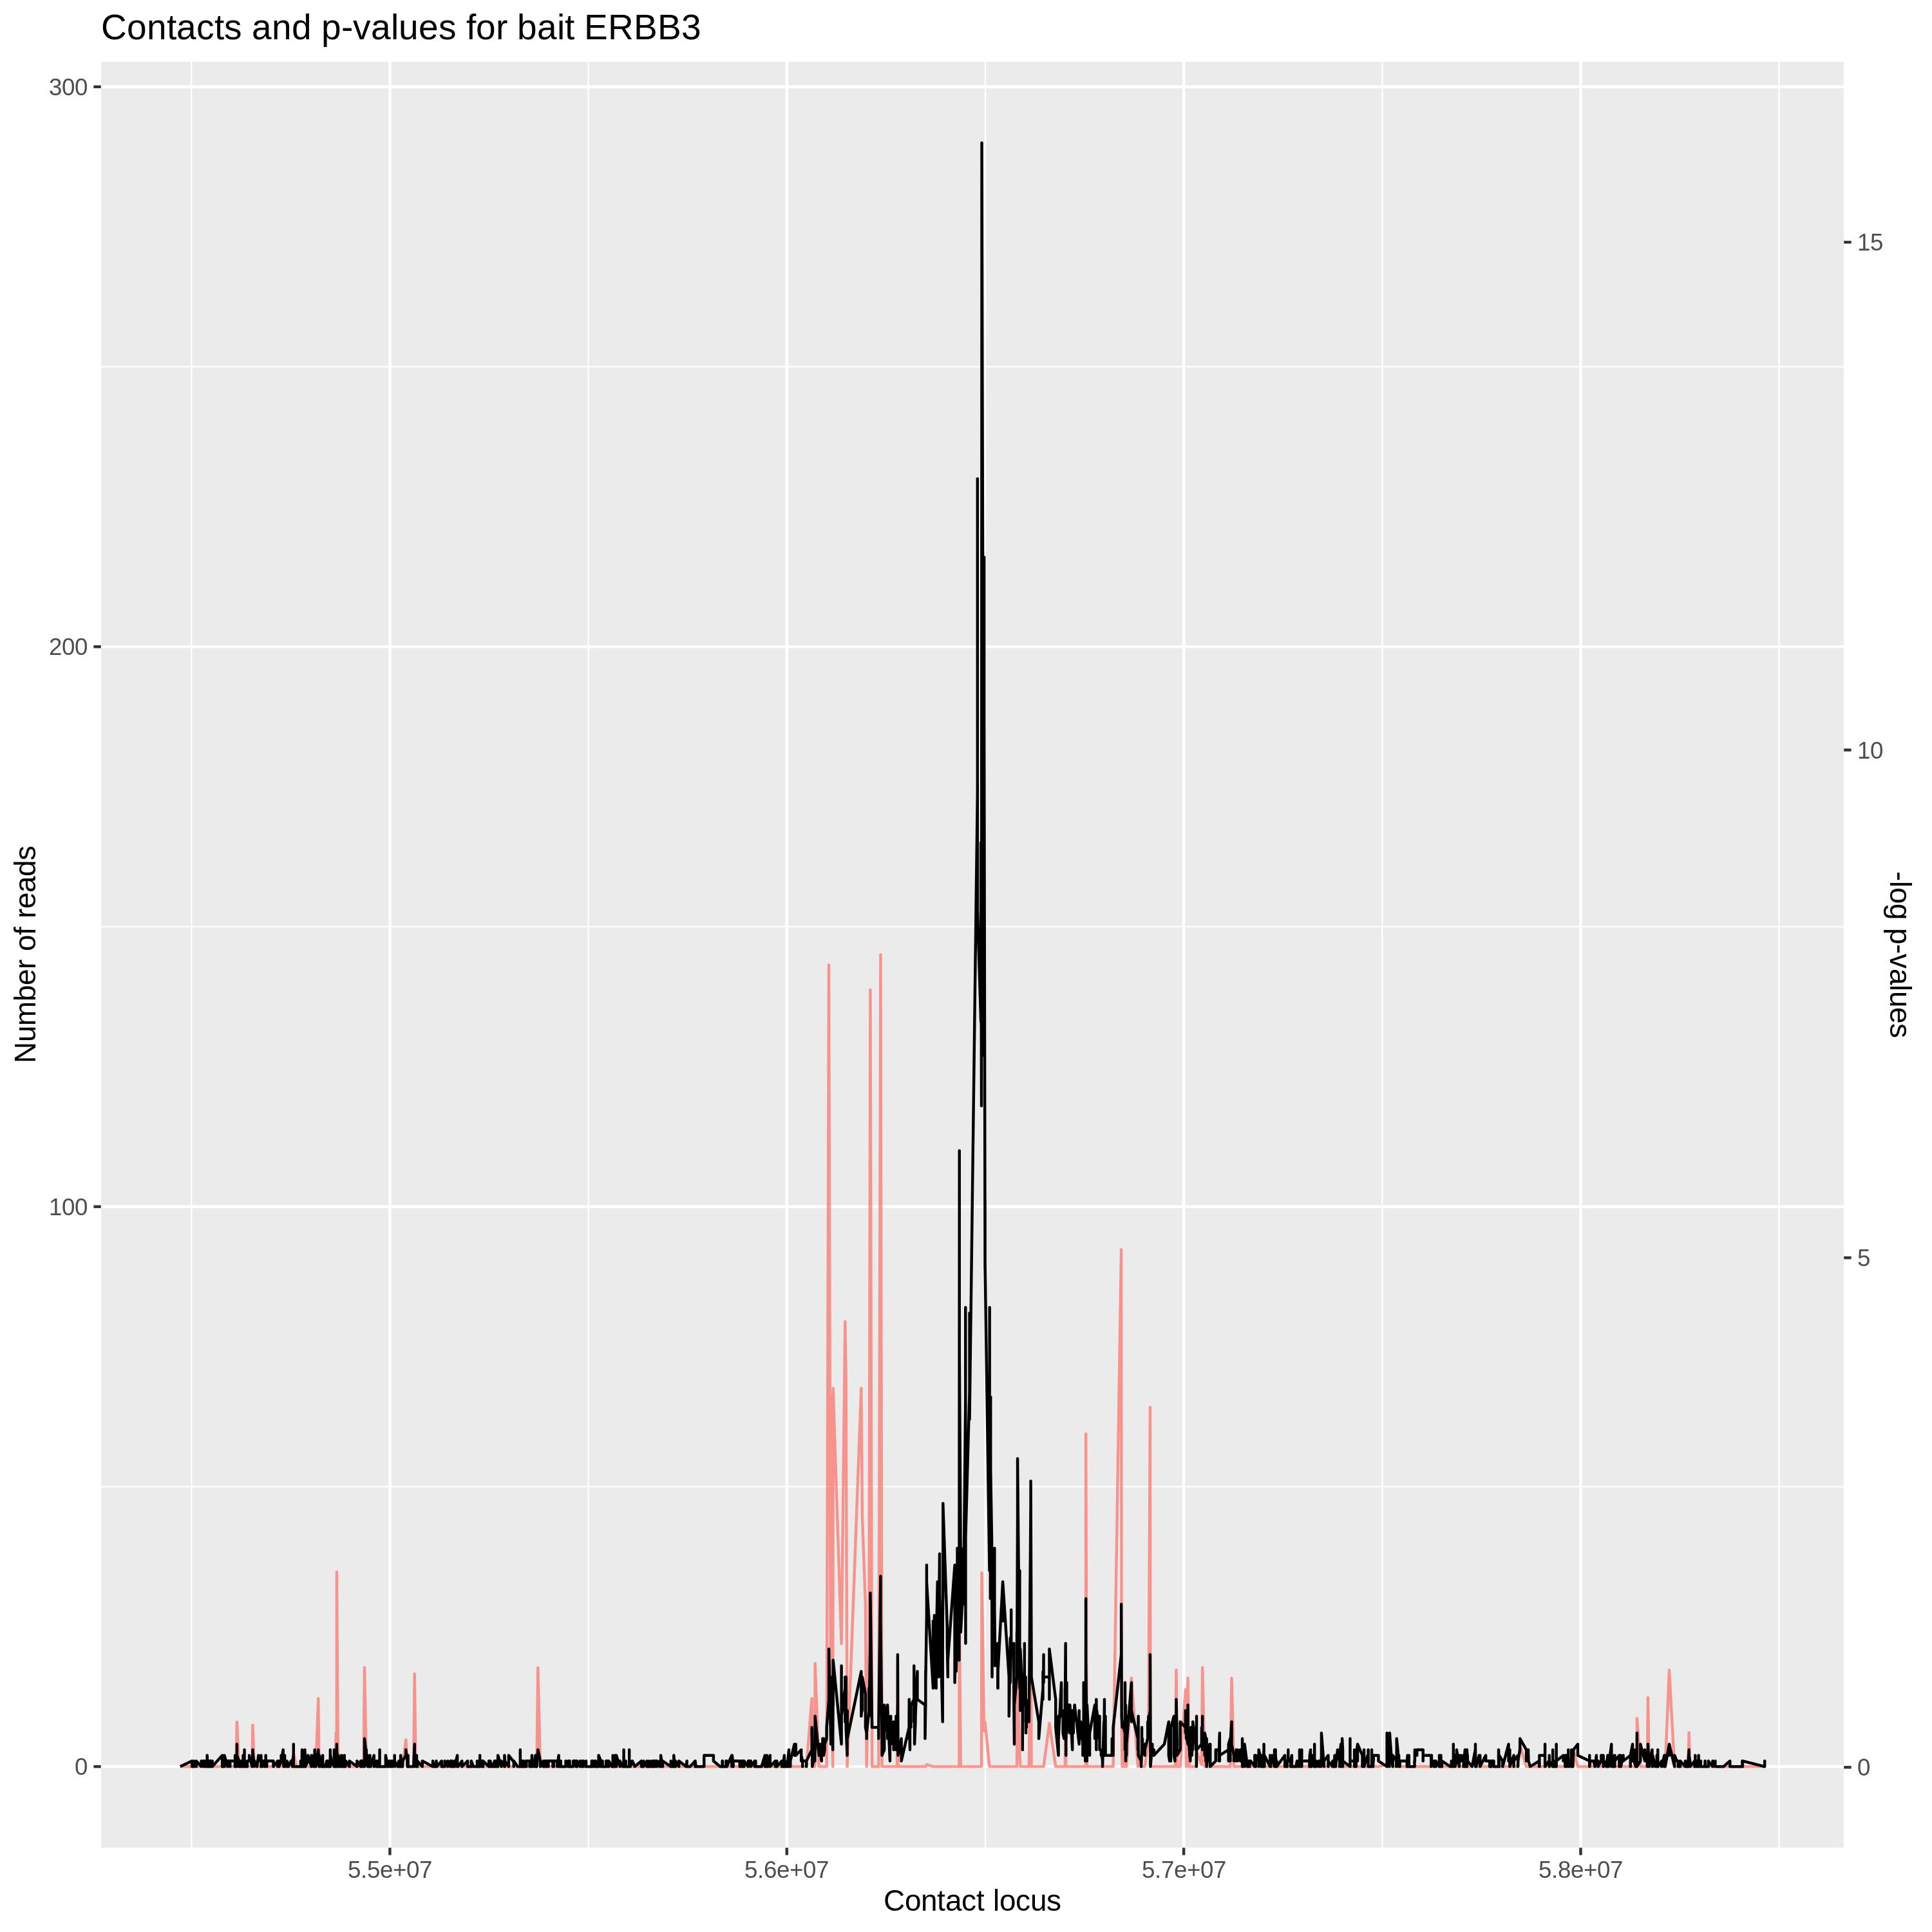 Contacts and p-values for bait ERBB3
300
200
100
0
Number of reads
15
10
5
0
-log p-values
5.5e+07
5.6e+07
5.7e+07
5.8e+07
Contact locus